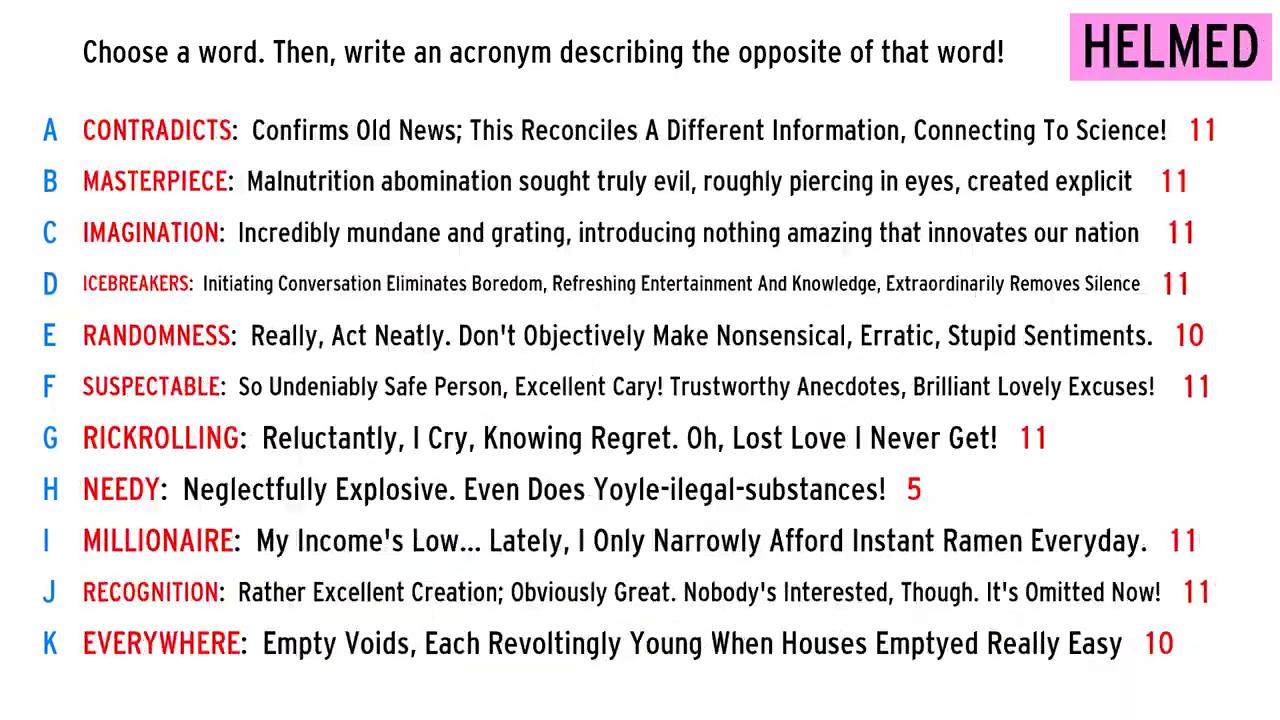 Choose a word. Then, write an acronym describing the opposite of that word!
HELMED
A CONTRADICTS: Confirms Old News; This Reconciles A Different Information, Connecting To Science! 11
B MASTERPIECE: Malnutrition abomination sought truly evil, roughly piercing in eyes, created explicit 11
C IMAGINATION: Incredibly mundane and grating, introducing nothing amazing that innovates our nation 11
D ICEBREAKERS: Initiating Conversation Eliminates Boredom, Refreshing Entertainment And Knowledge, Extraordinarily Removes Silence 11
E RANDOMNESS: Really, Act Neatly. Don't Objectively Make Nonsensical, Erratic, Stupid Sentiments. 10
F SUSPECTABLE: So Undeniably Safe Person, Excellent Cary! Trustworthy Anecdotes, Brilliant Lovely Excuses! 11
G RICKROLLING: Reluctantly, I Cry, Knowing Regret. Oh, Lost Love I Never Get! 11
H NEEDY: Neglectfully Explosive. Even Does Yoyle-ilegal-substances! 5
I MILLIONAIRE: My Income's Low... Lately, I Only Narrowly Afford Instant Ramen Everyday. 11
J RECOGNITION: Rather Excellent Creation; Obviously Great. Nobody's Interested, Though. It's Omitted Now! 11
K EVERYWHERE: Empty Voids, Each Revoltingly Young When Houses Emptyed Really Easy 10